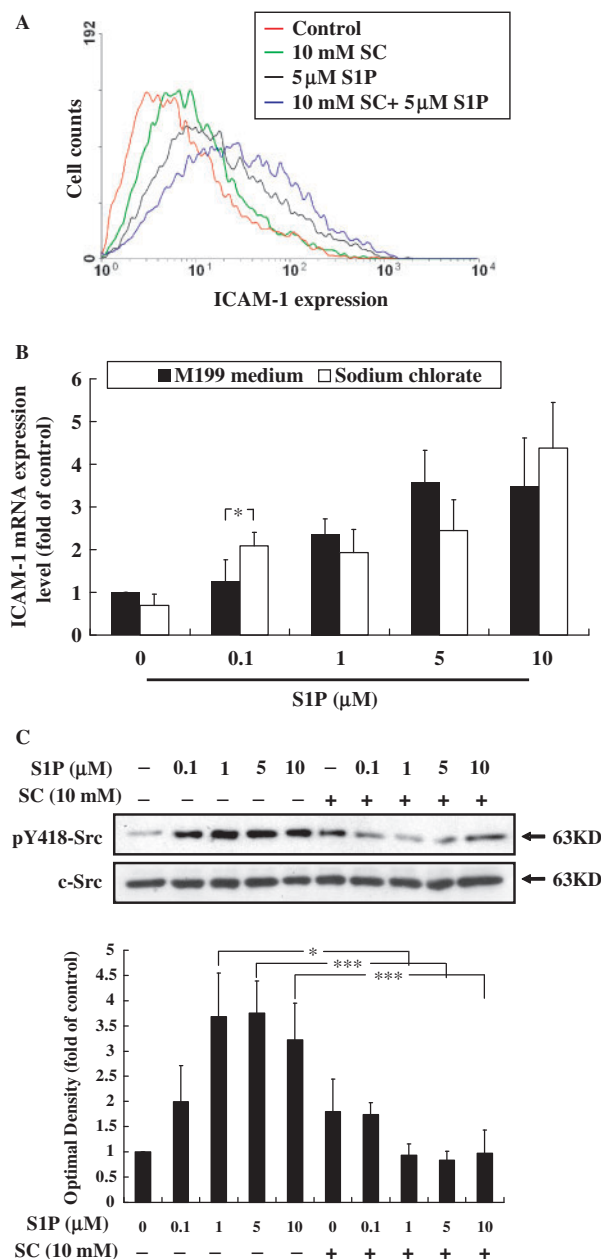 A
192
Control
10 mM SC
5 μM S1P
10 mM SC+ 5 μM S1P
Cell counts
0
10⁰ 10¹ 10² 10³ 10⁴
ICAM-1 expression
B
M199 medium Sodium chlorate
ICAM-1 mRNA expression
level (fold of control)
6
5
4
3
2
1
0
*
0 0.1 1 5 10
S1P (μM)
C
S1P (μM) – 0.1 1 5 10 – 0.1 1 5 10
SC (10 mM) – – – – – + + + + +
pY418-Src 63KD
c-Src 63KD
Optimal Density (fold of control)
5
4.5
4
3.5
3
2.5
2
1.5
1
0.5
0
*
***
***
S1P (μM) 0 0.1 1 5 10 0 0.1 1 5 10
SC (10 mM) – – – – – + + + + +